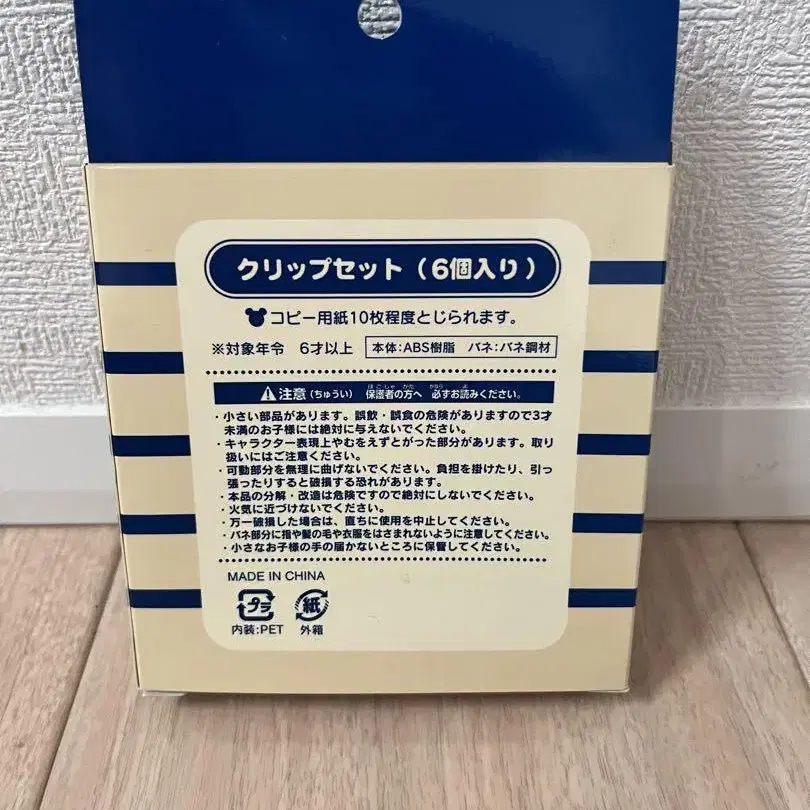 クリップセット（6個入り）
コピー用紙10枚程度とじられます。
※対象年令 6才以上 本体:ABS樹脂 バネ:バネ鋼材
注意（ちゅうい） 保護者の方へ 必ずお読みください。
・小さい部品があります。誤飲・誤食の危険がありますので3才
未満のお子様には絶対に与えないでください。
・キャラクター表現上やむをえずとがった部分があります。取り
扱いにはご注意ください。
・可動部分を無理に曲げないでください。負担を掛けたり、引っ
張ったりすると破損する恐れがあります。
・本品の分解・改造は危険ですので絶対にしないでください。
・火気に近づけないでください。
・万一破損した場合は、直ちに使用を中止してください。
・バネ部分に指や髪の毛や衣服をはさまれないように注意してください。
・小さなお子様の手の届かないところに保管してください。
MADE IN CHINA
プラ 紙
内装:PET 外箱